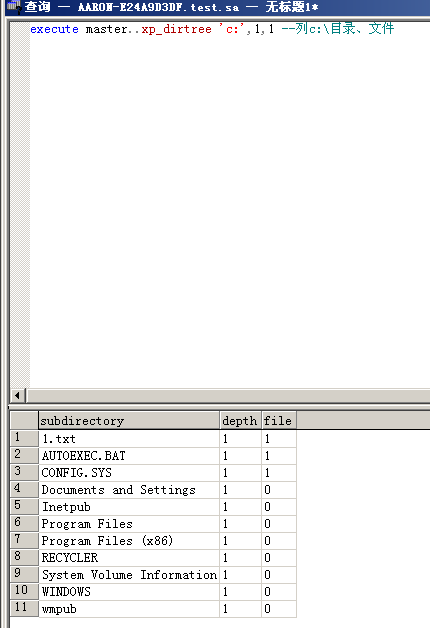 查询 — AARON-E24A9D3DF.test.sa — 无标题1*
execute master..xp_dirtree 'c:',1,1 --列c:\目录、文件
subdirectory depth file
1 1.txt 1 1
2 AUTOEXEC.BAT 1 1
3 CONFIG.SYS 1 1
4 Documents and Settings 1 0
5 Inetpub 1 0
6 Program Files 1 0
7 Program Files (x86) 1 0
8 RECYCLER 1 0
9 System Volume Information 1 0
10 WINDOWS 1 0
11 wmpub 1 0